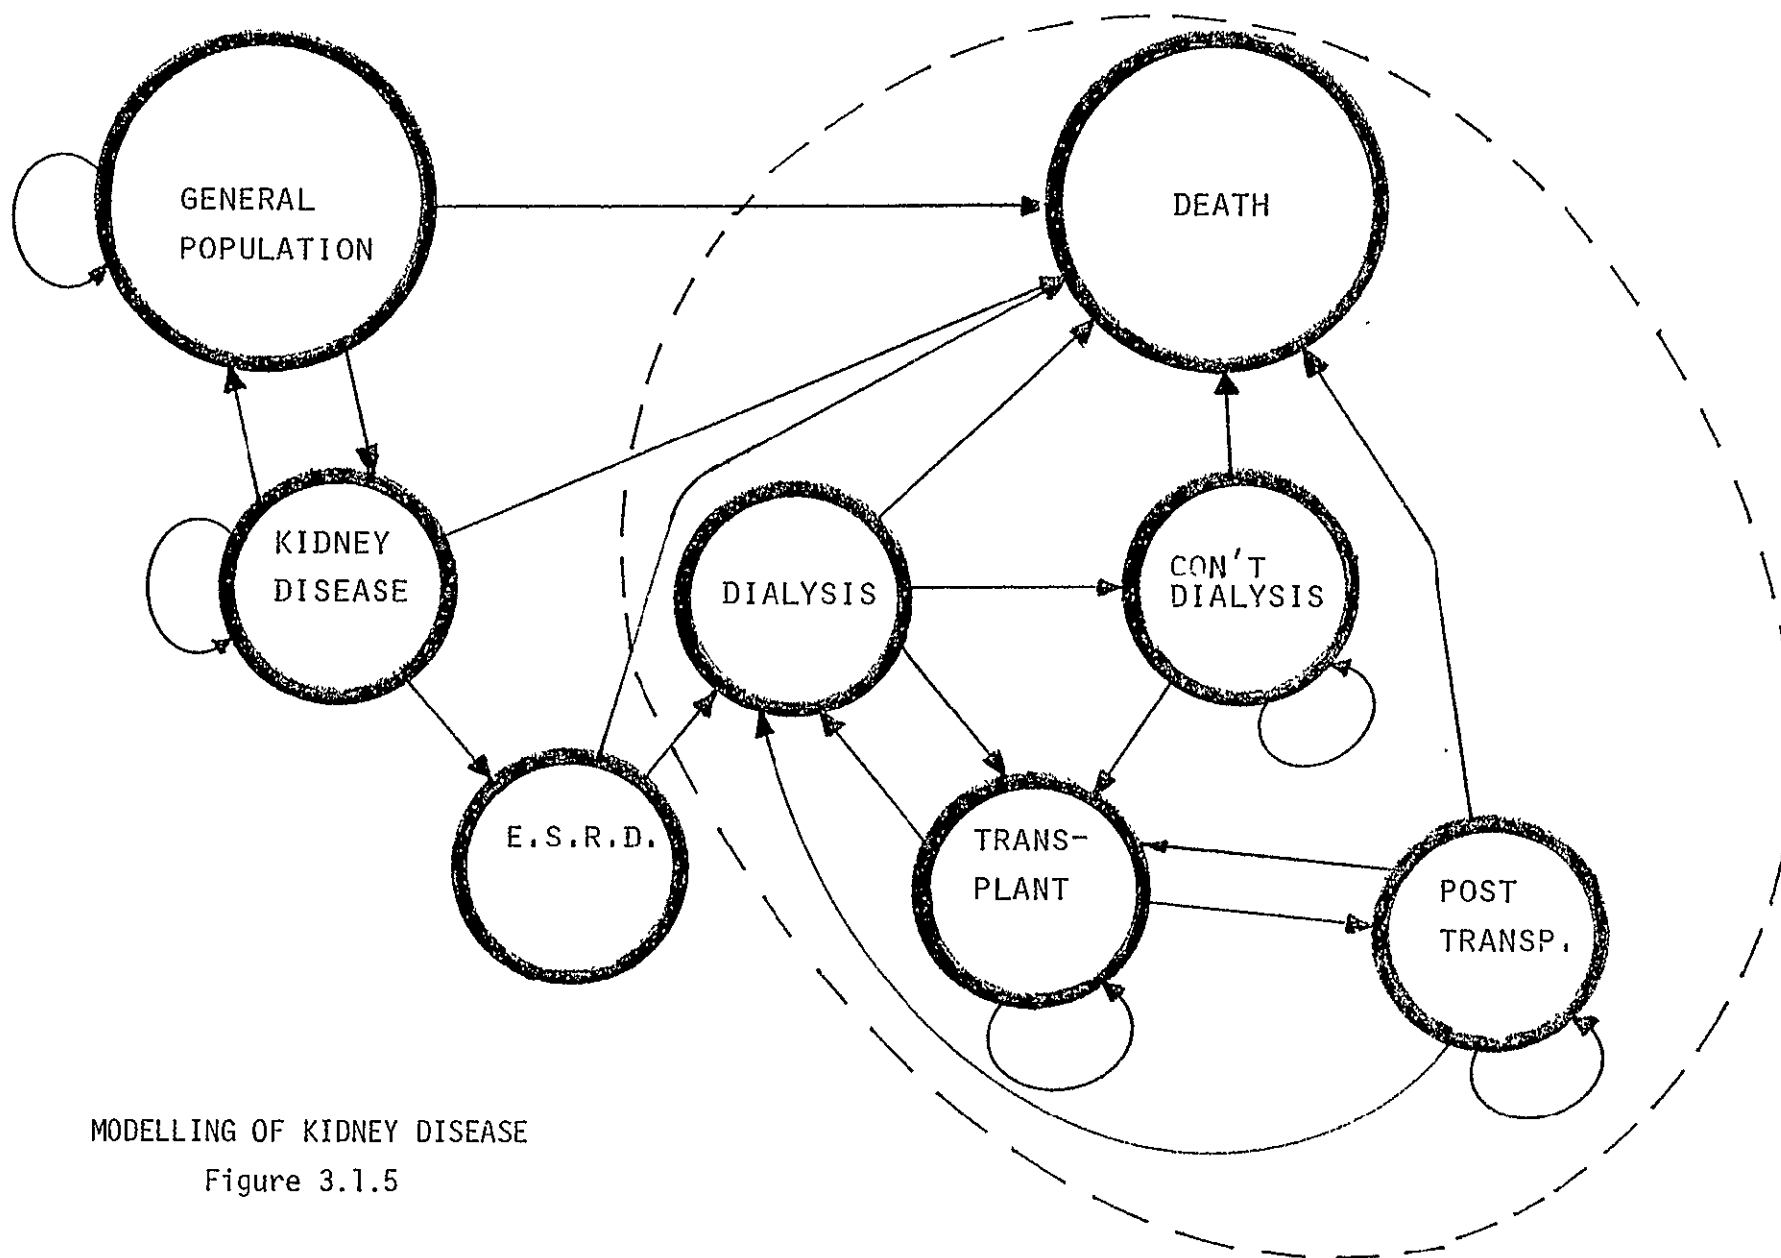 GENERAL
POPULATION
DEATH
KIDNEY
DISEASE
DIALYSIS
CON'T
DIALYSIS
E.S.R.D.
TRANS-
PLANT
POST
TRANSP.
MODELLING OF KIDNEY DISEASE
Figure 3.1.5